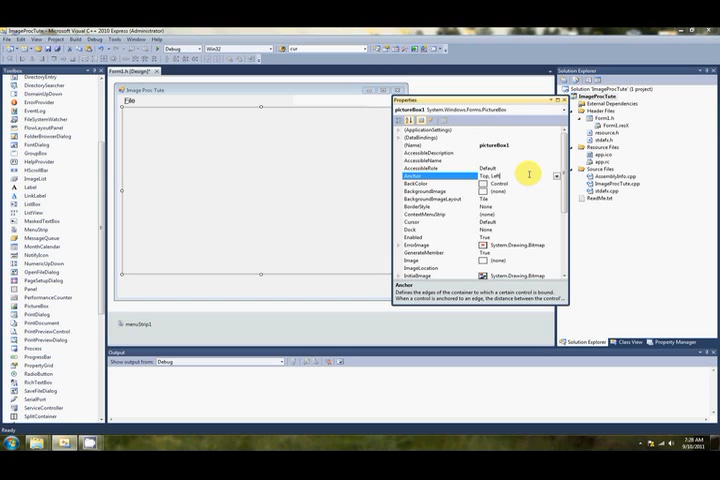 ImageProcTute - Microsoft Visual C++ 2010 Express (Administrator)
File Edit View Project Build Debug Tools Window Help
Debug Win32 cur
Toolbox
DirectoryEntry
DirectorySearcher
DomainUpDown
ErrorProvider
EventLog
FileSystemWatcher
FlowLayoutPanel
FolderBrowserDialog
FontDialog
GroupBox
HelpProvider
HScrollBar
ImageList
Label
LinkLabel
ListBox
ListView
MaskedTextBox
MenuStrip
MessageQueue
MonthCalendar
NotifyIcon
NumericUpDown
OpenFileDialog
PageSetupDialog
Panel
PerformanceCounter
PictureBox
PrintDialog
PrintDocument
PrintPreviewControl
PrintPreviewDialog
Process
ProgressBar
PropertyGrid
RadioButton
RichTextBox
SaveFileDialog
SerialPort
ServiceController
SplitContainer
Form1.h [Design]*
Image Proc Tute
File
menuStrip1
Properties
pictureBox1 System.Windows.Forms.PictureBox
(ApplicationSettings)
(DataBindings)
(Name) pictureBox1
AccessibleDescription
AccessibleName
AccessibleRole Default
Anchor Top, Left
BackColor Control
BackgroundImage (none)
BackgroundImageLayout Tile
BorderStyle None
ContextMenuStrip (none)
Cursor Default
Dock None
Enabled True
ErrorImage System.Drawing.Bitmap
GenerateMember True
Image (none)
ImageLocation
InitialImage System.Drawing.Bitmap
Anchor
Defines the edges of the container to which a certain control is bound.
When a control is anchored to an edge, the distance between the control'...
Solution Explorer
Solution 'ImageProcTute' (1 project)
ImageProcTute
External Dependencies
Header Files
Form1.h
Form1.resX
resource.h
stdafx.h
Resource Files
app.ico
app.rc
Source Files
AssemblyInfo.cpp
ImageProcTute.cpp
stdafx.cpp
ReadMe.txt
Solution Explorer Class View Property Manager
Output
Show output from: Debug
7:28 AM
9/10/2011